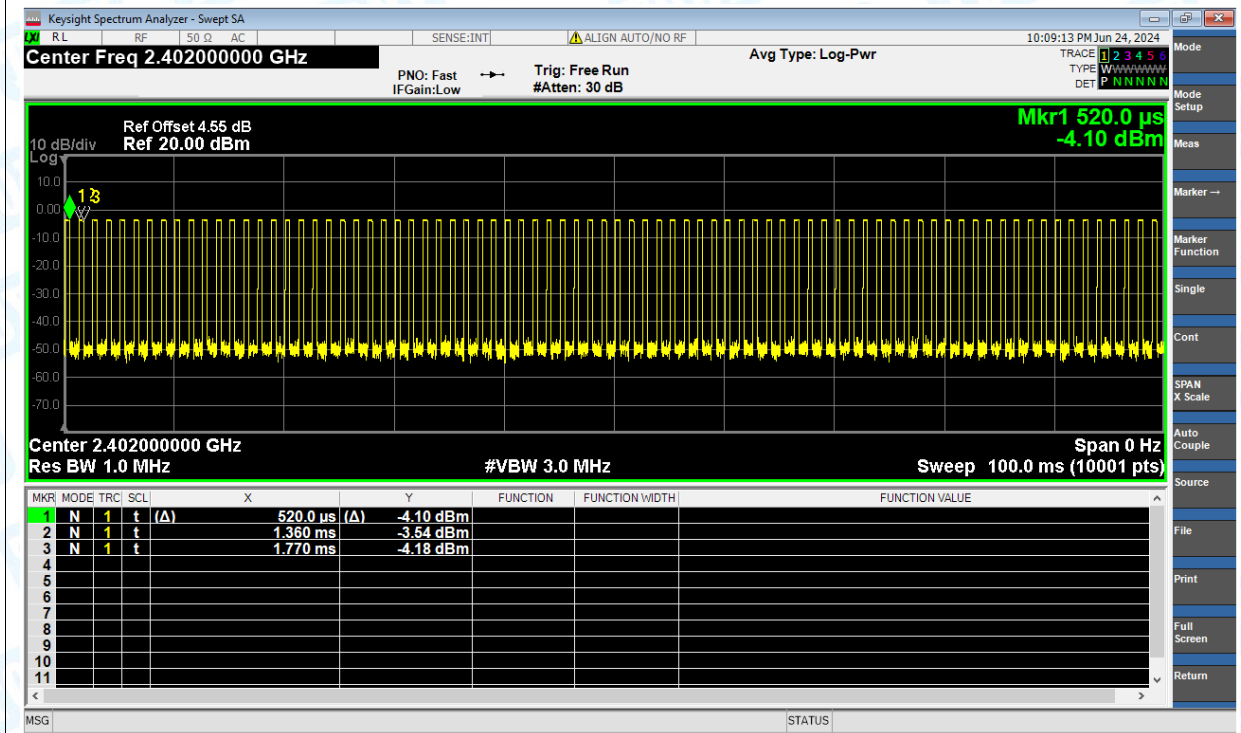 Keysight Spectrum Analyzer - Swept SA
LXI RL RF 50 Ω AC SENSE:INT ALIGN AUTO/NO RF 10:09:13 PM Jun 24, 2024
Center Freq 2.402000000 GHz
Avg Type: Log-Pwr
TRACE 1 2 3 4 5 6
PNO: Fast Trig: Free Run TYPE WWWWWW
IFGain:Low #Atten: 30 dB DET P N N N N N
Mkr1 520.0 µs
Ref Offset 4.55 dB
10 dB/div Ref 20.00 dBm -4.10 dBm
Log
10.0
1 3
0.00
-10.0
-20.0
-30.0
-40.0
-50.0
-60.0
-70.0
Center 2.402000000 GHz Span 0 Hz
Res BW 1.0 MHz #VBW 3.0 MHz Sweep 100.0 ms (10001 pts)
MKR MODE TRC SCL X Y FUNCTION FUNCTION WIDTH FUNCTION VALUE
1 N 1 t (Δ) 520.0 µs (Δ) -4.10 dBm
2 N 1 t 1.360 ms -3.54 dBm
3 N 1 t 1.770 ms -4.18 dBm
4
5
6
7
8
9
10
11
MSG STATUS
Mode
Mode
Setup
Meas
Marker →
Marker
Function
Single
Cont
SPAN
X Scale
Auto
Couple
Source
File
Print
Full
Screen
Return